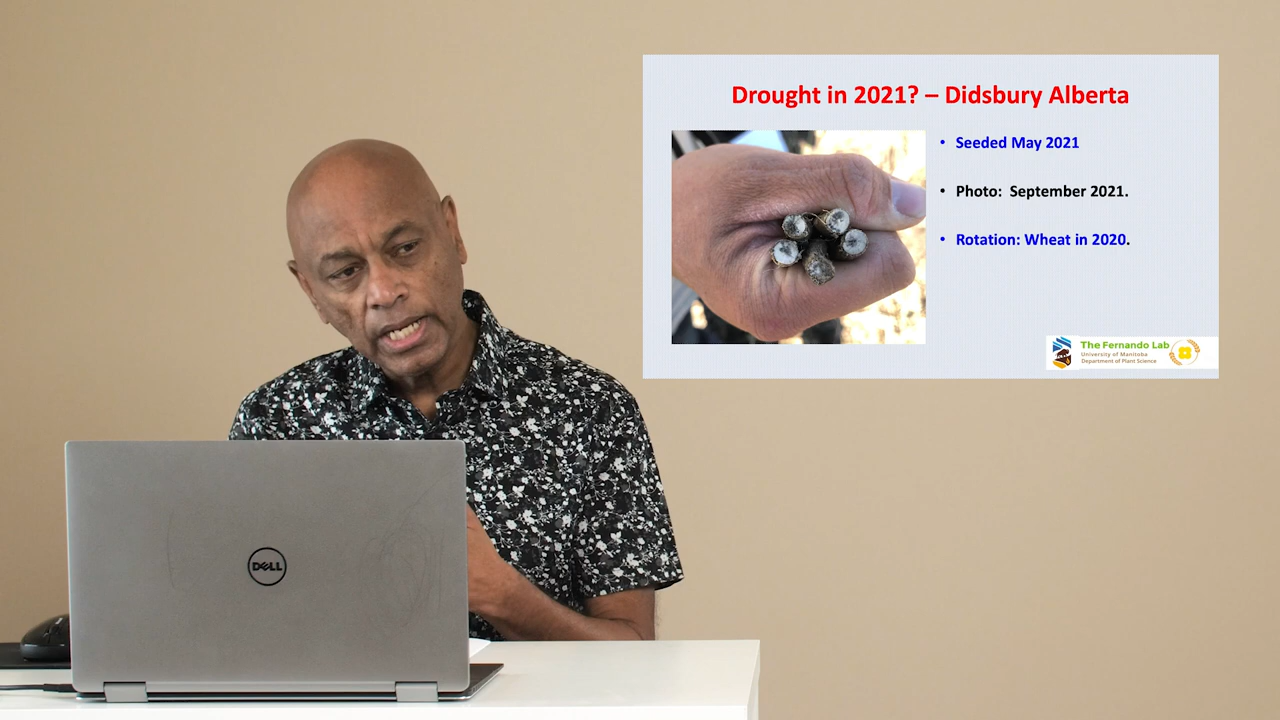 Drought in 2021? – Didsbury Alberta
• Seeded May 2021
• Photo: September 2021.
• Rotation: Wheat in 2020.
The Fernando Lab
University of Manitoba
Department of Plant Science
DELL